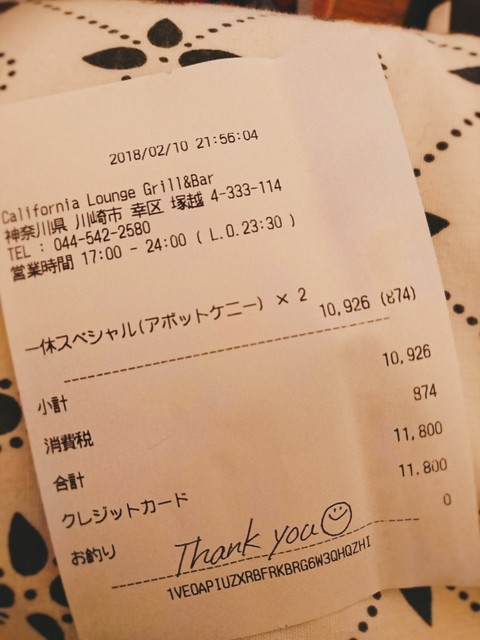 2018/02/10 21:56:04
California Lounge Grill&Bar
神奈川県 川崎市 幸区 塚越 4-333-114
TEL : 044-542-2580
営業時間 17:00 - 24:00 ( L.O.23:30 )
一休スペシャル(アボットケニー) × 2
10,926 (874)
小計 10,926
消費税 874
合計 11,800
クレジットカード 11,800
お釣り 0
Thank you
1VEOAPIUZXRBFRKBRG6W3QHQZHI